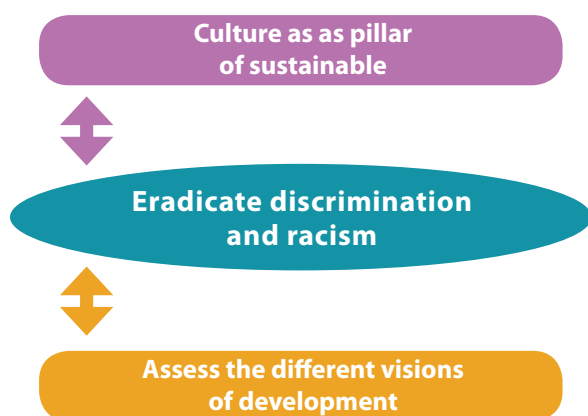 Culture as as pillar
of sustainable
Eradicate discrimination
and racism
Assess the different visions
of development